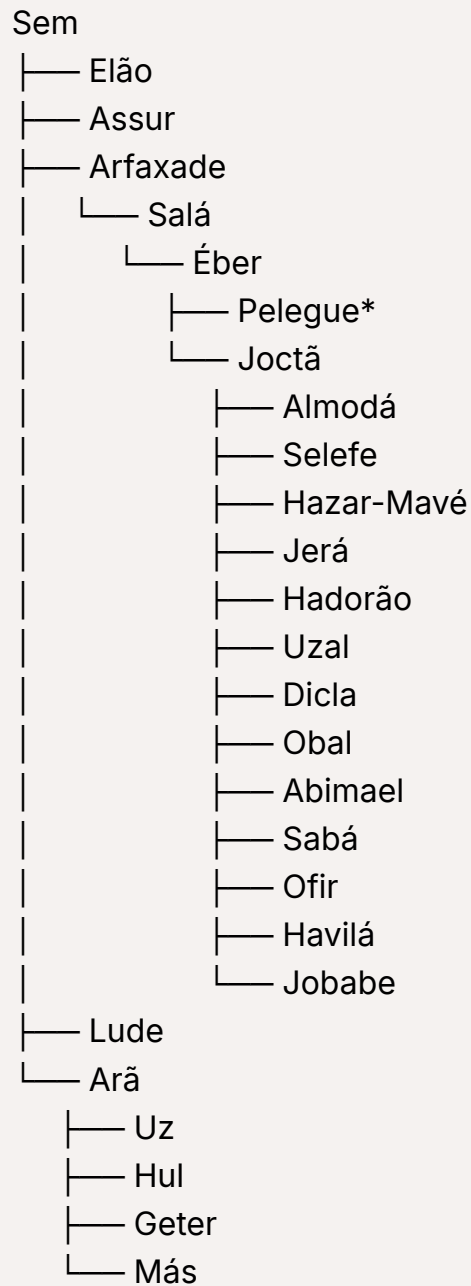 Sem
├── Elão
├── Assur
├── Arfaxade
│   └── Salá
│       └── Éber
│           ├── Pelegue*
│           └── Joctã
│               ├── Almodá
│               ├── Selefe
│               ├── Hazar-Mavé
│               ├── Jerá
│               ├── Hadorão
│               ├── Uzal
│               ├── Dicla
│               ├── Obal
│               ├── Abimael
│               ├── Sabá
│               ├── Ofir
│               ├── Havilá
│               └── Jobabe
├── Lude
└── Arã
    ├── Uz
    ├── Hul
    ├── Geter
    └── Más